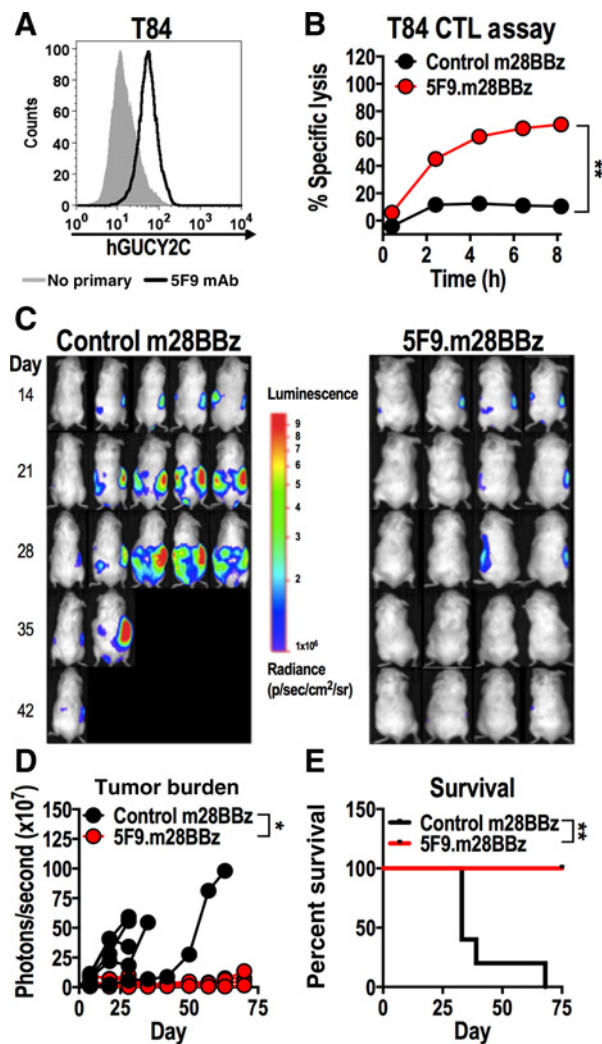 A
T84
Counts
100
80
60
40
20
0
10⁰ 10¹ 10² 10³ 10⁴
hGUCY2C
No primary 5F9 mAb
B
T84 CTL assay
Control m28BBz
5F9.m28BBz
% Specific lysis
100
80
60
40
20
0
0 2 4 6 8
Time (h)
**
C
Control m28BBz
5F9.m28BBz
Day
14
21
28
35
42
Luminescence
9
8
7
6
5
4
3
2
1x10⁶
Radiance
(p/sec/cm²/sr)
D
Tumor burden
Control m28BBz
5F9.m28BBz
*
Photons/second (x10⁷)
150
125
100
75
50
25
0
0 25 50 75
Day
E
Survival
Control m28BBz
5F9.m28BBz
**
Percent survival
150
100
50
0
0 25 50 75
Day